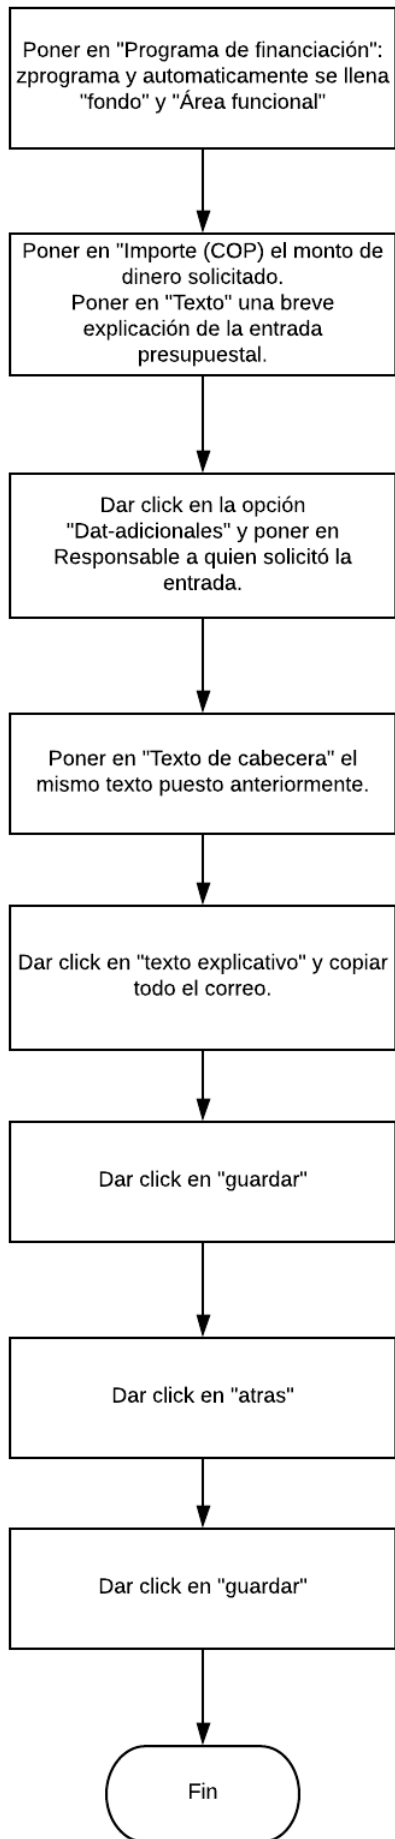 Poner en "Programa de financiación":
zprograma y automaticamente se llena
"fondo" y "Área funcional"
Poner en "Importe (COP) el monto de
dinero solicitado.
Poner en "Texto" una breve
explicación de la entrada
presupuestal.
Dar click en la opción
"Dat-adicionales" y poner en
Responsable a quien solicitó la
entrada.
Poner en "Texto de cabecera" el
mismo texto puesto anteriormente.
Dar click en "texto explicativo" y copiar
todo el correo.
Dar click en "guardar"
Dar click en "atras"
Dar click en "guardar"
Fin